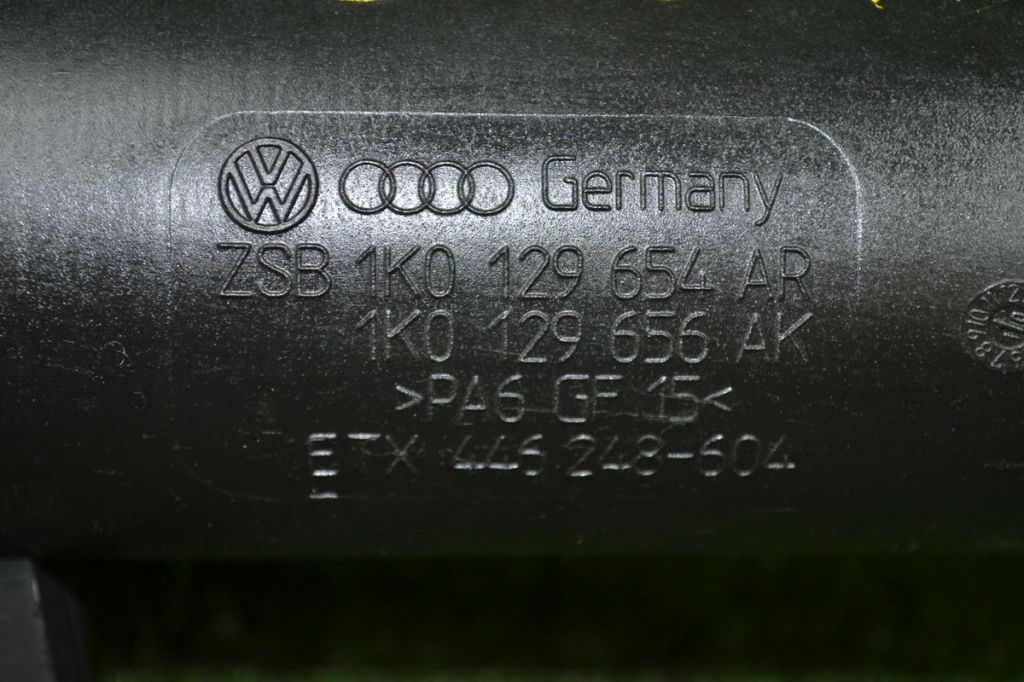 Germany
ZSB 1K0 129 654 AR
1K0 129 656 AK
>PA6 GF 15<
ETX 446 248-604